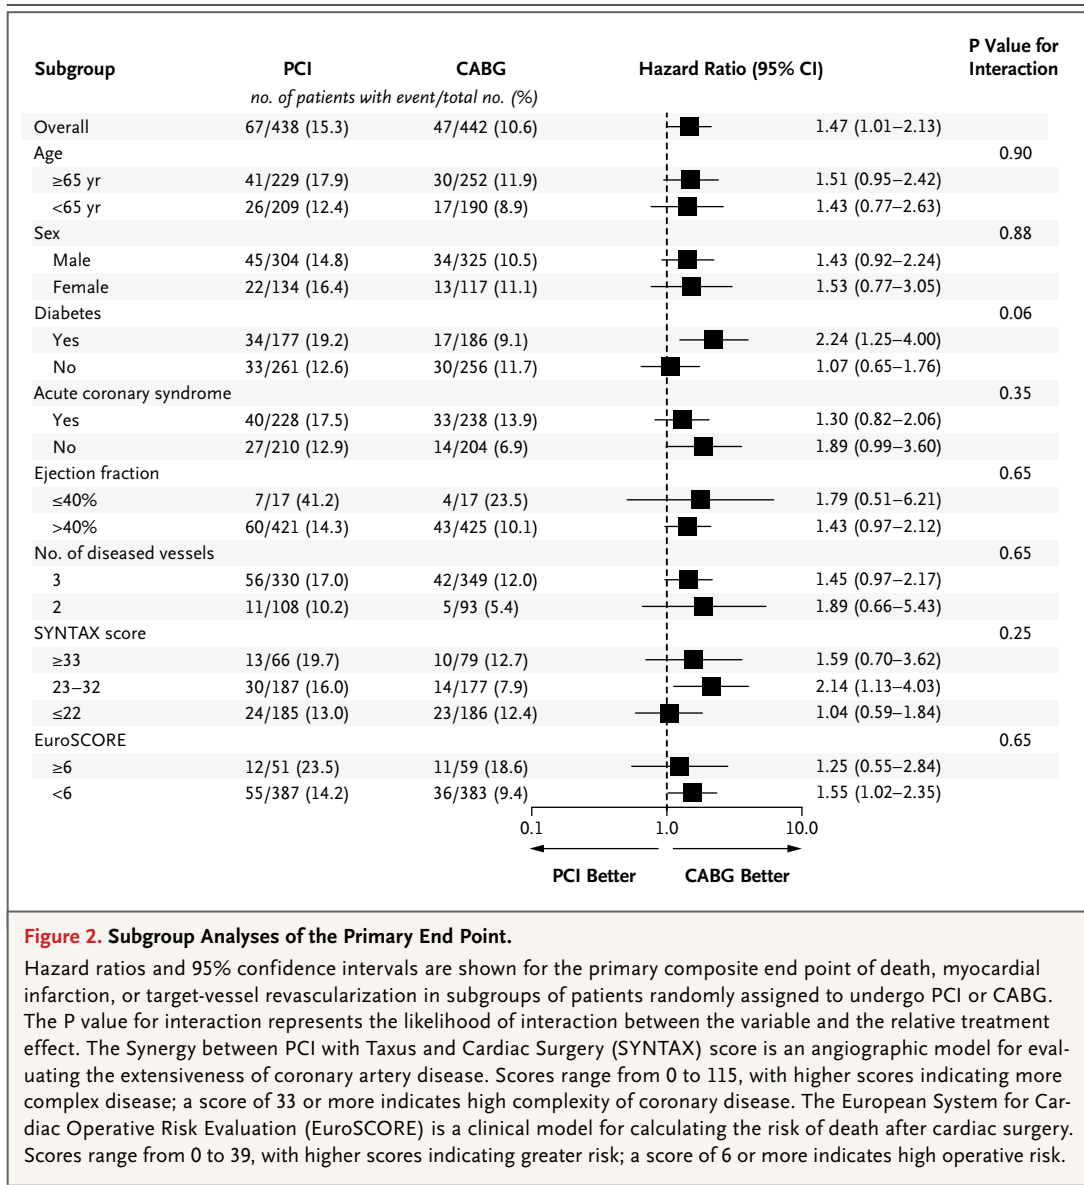 Subgroup PCI CABG Hazard Ratio (95% CI) P Value for Interaction
no. of patients with event/total no. (%)
Overall 67/438 (15.3) 47/442 (10.6) 1.47 (1.01–2.13)
Age 0.90
≥65 yr 41/229 (17.9) 30/252 (11.9) 1.51 (0.95–2.42)
<65 yr 26/209 (12.4) 17/190 (8.9) 1.43 (0.77–2.63)
Sex 0.88
Male 45/304 (14.8) 34/325 (10.5) 1.43 (0.92–2.24)
Female 22/134 (16.4) 13/117 (11.1) 1.53 (0.77–3.05)
Diabetes 0.06
Yes 34/177 (19.2) 17/186 (9.1) 2.24 (1.25–4.00)
No 33/261 (12.6) 30/256 (11.7) 1.07 (0.65–1.76)
Acute coronary syndrome 0.35
Yes 40/228 (17.5) 33/238 (13.9) 1.30 (0.82–2.06)
No 27/210 (12.9) 14/204 (6.9) 1.89 (0.99–3.60)
Ejection fraction 0.65
≤40% 7/17 (41.2) 4/17 (23.5) 1.79 (0.51–6.21)
>40% 60/421 (14.3) 43/425 (10.1) 1.43 (0.97–2.12)
No. of diseased vessels 0.65
3 56/330 (17.0) 42/349 (12.0) 1.45 (0.97–2.17)
2 11/108 (10.2) 5/93 (5.4) 1.89 (0.66–5.43)
SYNTAX score 0.25
≥33 13/66 (19.7) 10/79 (12.7) 1.59 (0.70–3.62)
23–32 30/187 (16.0) 14/177 (7.9) 2.14 (1.13–4.03)
≤22 24/185 (13.0) 23/186 (12.4) 1.04 (0.59–1.84)
EuroSCORE 0.65
≥6 12/51 (23.5) 11/59 (18.6) 1.25 (0.55–2.84)
<6 55/387 (14.2) 36/383 (9.4) 1.55 (1.02–2.35)
0.1 1.0 10.0
PCI Better CABG Better
Figure 2. Subgroup Analyses of the Primary End Point.
Hazard ratios and 95% confidence intervals are shown for the primary composite end point of death, myocardial
infarction, or target-vessel revascularization in subgroups of patients randomly assigned to undergo PCI or CABG.
The P value for interaction represents the likelihood of interaction between the variable and the relative treatment
effect. The Synergy between PCI with Taxus and Cardiac Surgery (SYNTAX) score is an angiographic model for eval-
uating the extensiveness of coronary artery disease. Scores range from 0 to 115, with higher scores indicating more
complex disease; a score of 33 or more indicates high complexity of coronary disease. The European System for Car-
diac Operative Risk Evaluation (EuroSCORE) is a clinical model for calculating the risk of death after cardiac surgery.
Scores range from 0 to 39, with higher scores indicating greater risk; a score of 6 or more indicates high operative risk.